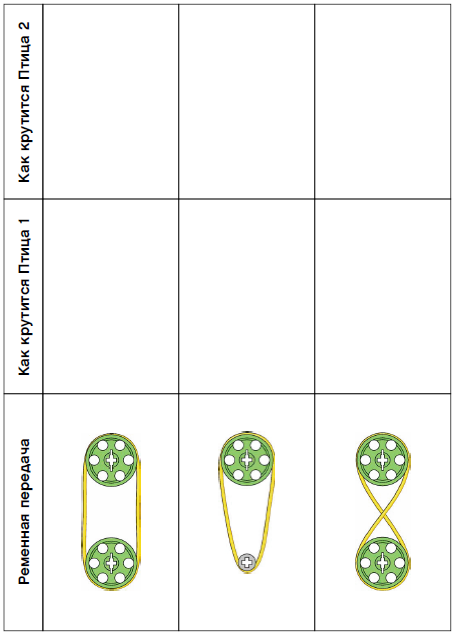 Ременная передача
Как крутится Птица 1
Как крутится Птица 2